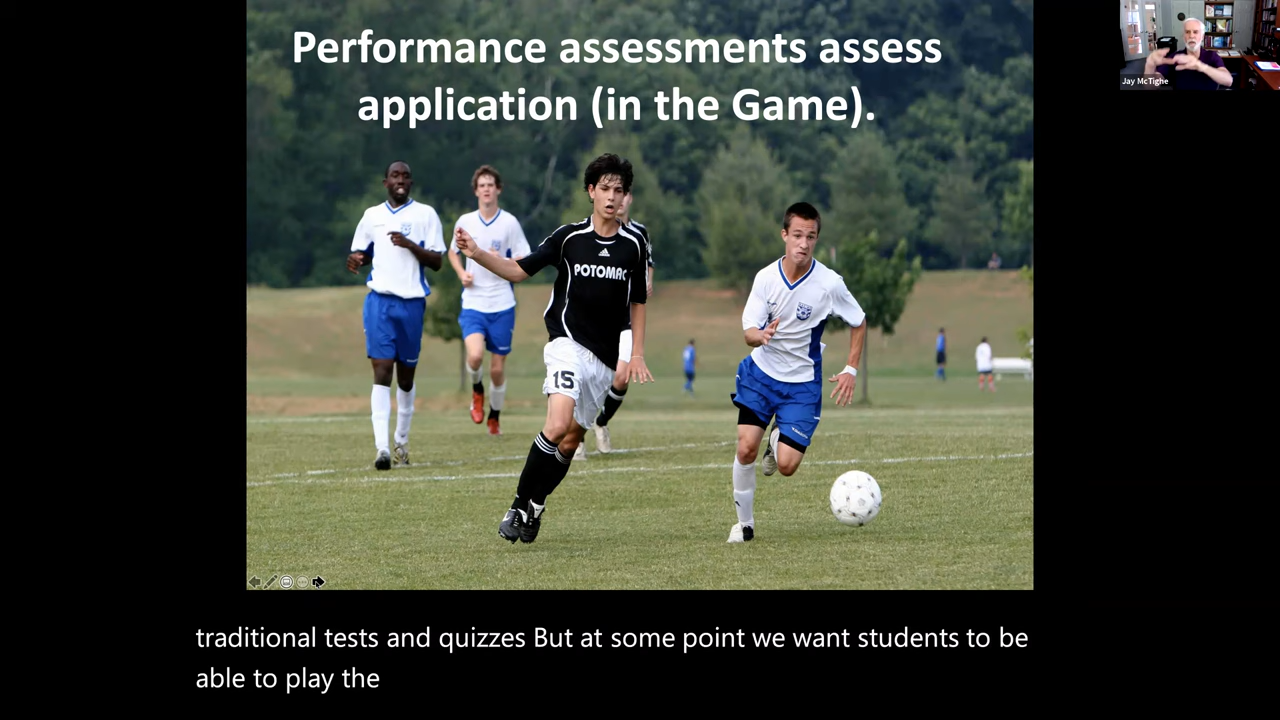 Performance assessments assess
application (in the Game).
Jay McTighe
POTOMAC
15
traditional tests and quizzes But at some point we want students to be
able to play the